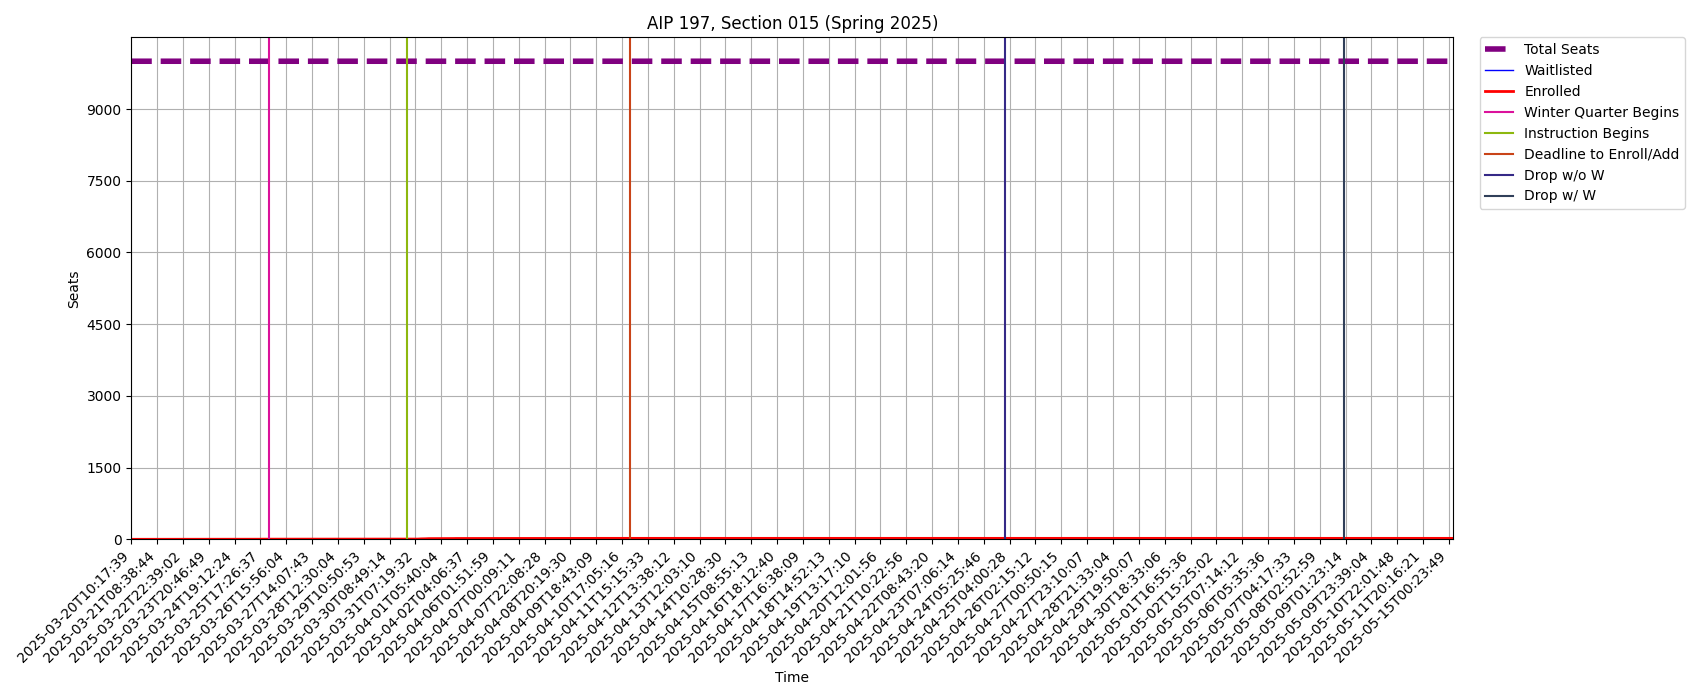 AIP 197, Section 015 (Spring 2025)
Total Seats
Waitlisted
Enrolled
Winter Quarter Begins
Instruction Begins
Deadline to Enroll/Add
Drop w/o W
Drop w/ W
Seats
9000
7500
6000
4500
3000
1500
0
2025-03-20T10:17:39
2025-03-21T08:38:44
2025-03-22T22:39:02
2025-03-23T20:46:49
2025-03-24T19:12:24
2025-03-25T17:26:37
2025-03-26T15:56:04
2025-03-27T14:07:43
2025-03-28T12:30:04
2025-03-29T10:50:53
2025-03-30T08:49:14
2025-03-31T07:19:32
2025-04-01T05:40:04
2025-04-02T04:06:37
2025-04-06T01:51:59
2025-04-07T00:09:11
2025-04-07T22:08:28
2025-04-08T20:19:30
2025-04-09T18:43:09
2025-04-10T17:05:16
2025-04-11T15:15:33
2025-04-12T13:38:12
2025-04-13T12:03:10
2025-04-14T10:28:30
2025-04-15T08:55:13
2025-04-16T18:12:40
2025-04-17T16:38:09
2025-04-18T14:52:13
2025-04-19T13:17:10
2025-04-20T12:01:56
2025-04-21T10:22:56
2025-04-22T08:43:20
2025-04-23T07:06:14
2025-04-24T05:25:46
2025-04-25T04:00:28
2025-04-26T02:15:12
2025-04-27T00:50:15
2025-04-27T23:10:07
2025-04-28T21:33:04
2025-04-29T19:50:07
2025-04-30T18:33:06
2025-05-01T16:55:36
2025-05-02T15:25:02
2025-05-05T07:14:12
2025-05-06T05:35:36
2025-05-07T04:17:33
2025-05-08T02:52:59
2025-05-09T01:23:14
2025-05-09T23:39:04
2025-05-10T22:01:48
2025-05-11T20:16:21
2025-05-15T00:23:49
Time